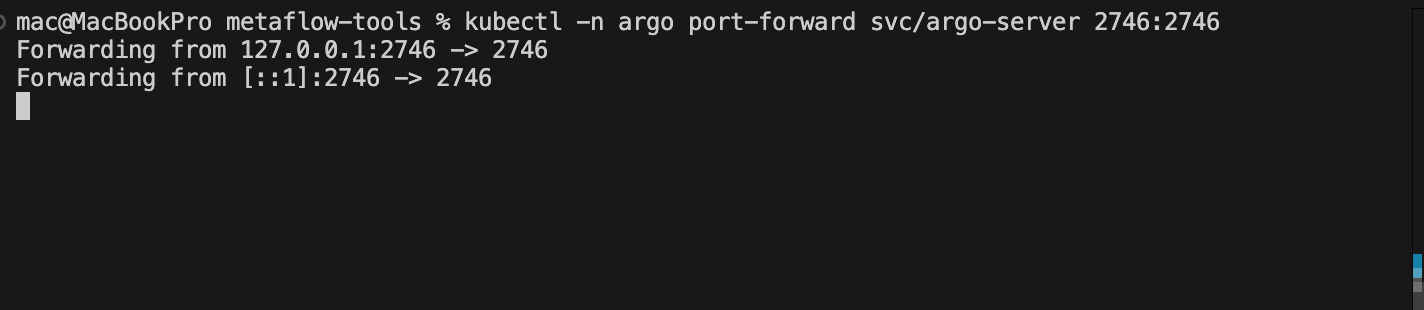 mac@MacBookPro metaflow-tools % kubectl -n argo port-forward svc/argo-server 2746:2746
Forwarding from 127.0.0.1:2746 -> 2746
Forwarding from [::1]:2746 -> 2746